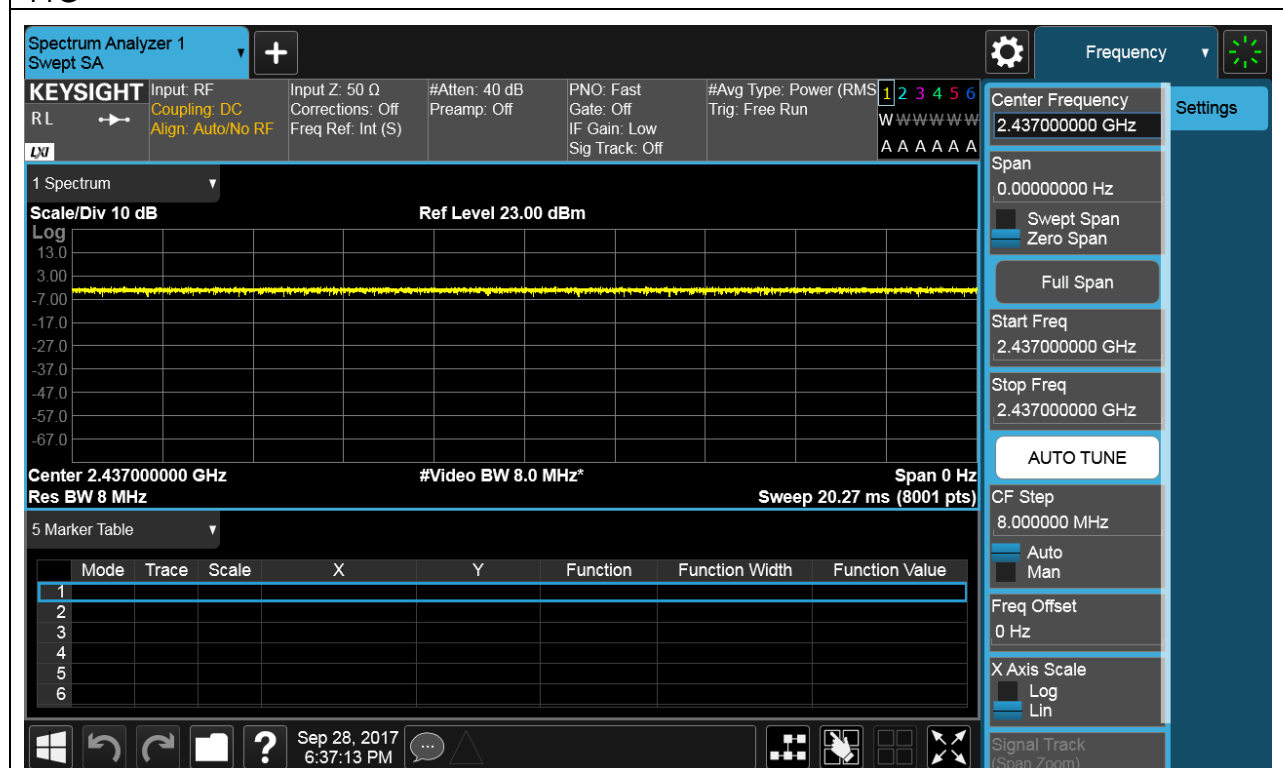 Spectrum Analyzer 1
Swept SA
+
Frequency
KEYSIGHT
RL
LXI
Input: RF
Coupling: DC
Align: Auto/No RF
Input Z: 50 Ω
Corrections: Off
Freq Ref: Int (S)
#Atten: 40 dB
Preamp: Off
PNO: Fast
Gate: Off
IF Gain: Low
Sig Track: Off
#Avg Type: Power (RMS
Trig: Free Run
1 2 3 4 5 6
W W W W W W
A A A A A A
Center Frequency
2.437000000 GHz
Settings
Span
0.00000000 Hz
Swept Span
Zero Span
Full Span
Start Freq
2.437000000 GHz
Stop Freq
2.437000000 GHz
AUTO TUNE
CF Step
8.000000 MHz
Auto
Man
Freq Offset
0 Hz
X Axis Scale
Log
Lin
Signal Track
(Span Zoom)
1 Spectrum
Scale/Div 10 dB Ref Level 23.00 dBm
Log
13.0
3.00
-7.00
-17.0
-27.0
-37.0
-47.0
-57.0
-67.0
Center 2.437000000 GHz #Video BW 8.0 MHz* Span 0 Hz
Res BW 8 MHz Sweep 20.27 ms (8001 pts)
5 Marker Table
Mode Trace Scale X Y Function Function Width Function Value
1
2
3
4
5
6
? Sep 28, 2017
6:37:13 PM